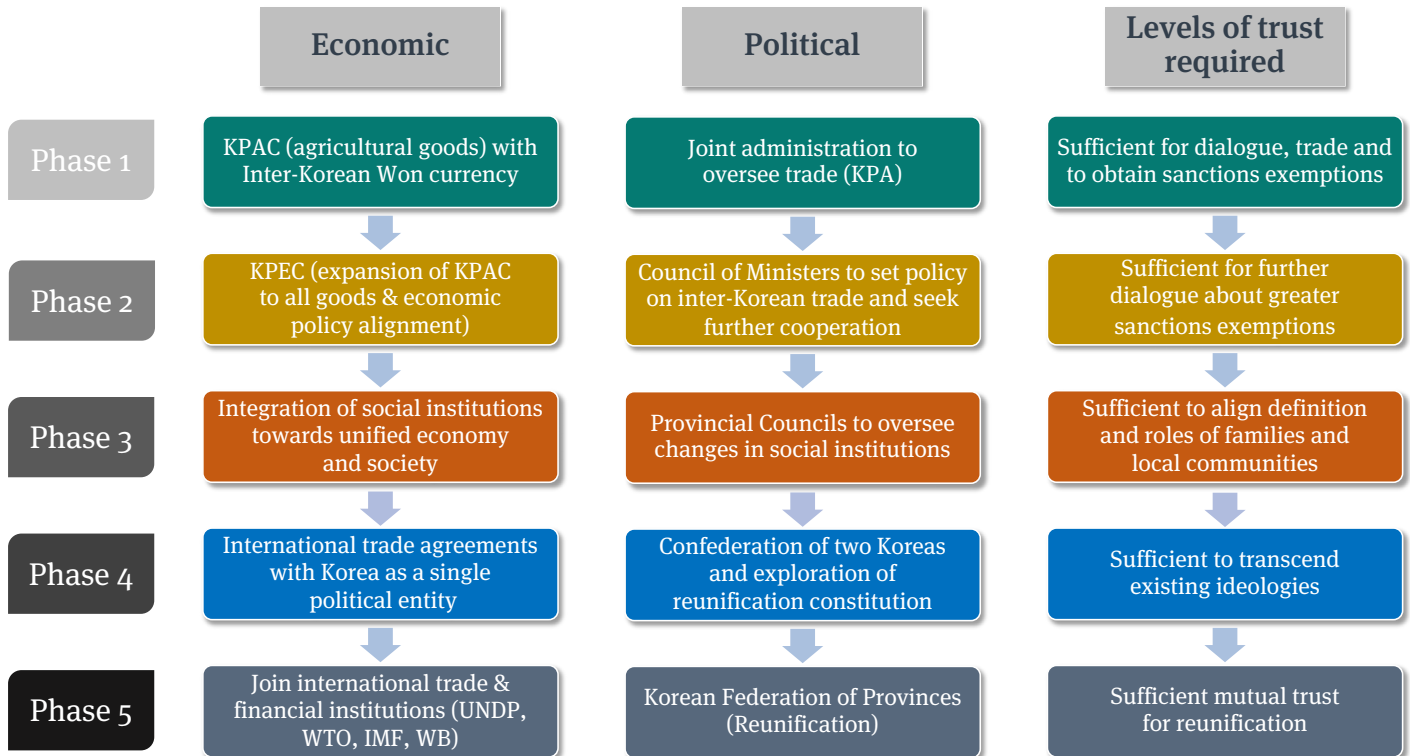 Economic
Political
Levels of trust
required
Phase 1
KPAC (agricultural goods) with
Inter-Korean Won currency
Joint administration to
oversee trade (KPA)
Sufficient for dialogue, trade and
to obtain sanctions exemptions
Phase 2
KPEC (expansion of KPAC
to all goods & economic
policy alignment)
Council of Ministers to set policy
on inter-Korean trade and seek
further cooperation
Sufficient for further
dialogue about greater
sanctions exemptions
Phase 3
Integration of social institutions
towards unified economy
and society
Provincial Councils to oversee
changes in social institutions
Sufficient to align definition
and roles of families and
local communities
Phase 4
International trade agreements
with Korea as a single
political entity
Confederation of two Koreas
and exploration of
reunification constitution
Sufficient to transcend
existing ideologies
Phase 5
Join international trade &
financial institutions (UNDP,
WTO, IMF, WB)
Korean Federation of Provinces
(Reunification)
Sufficient mutual trust
for reunification